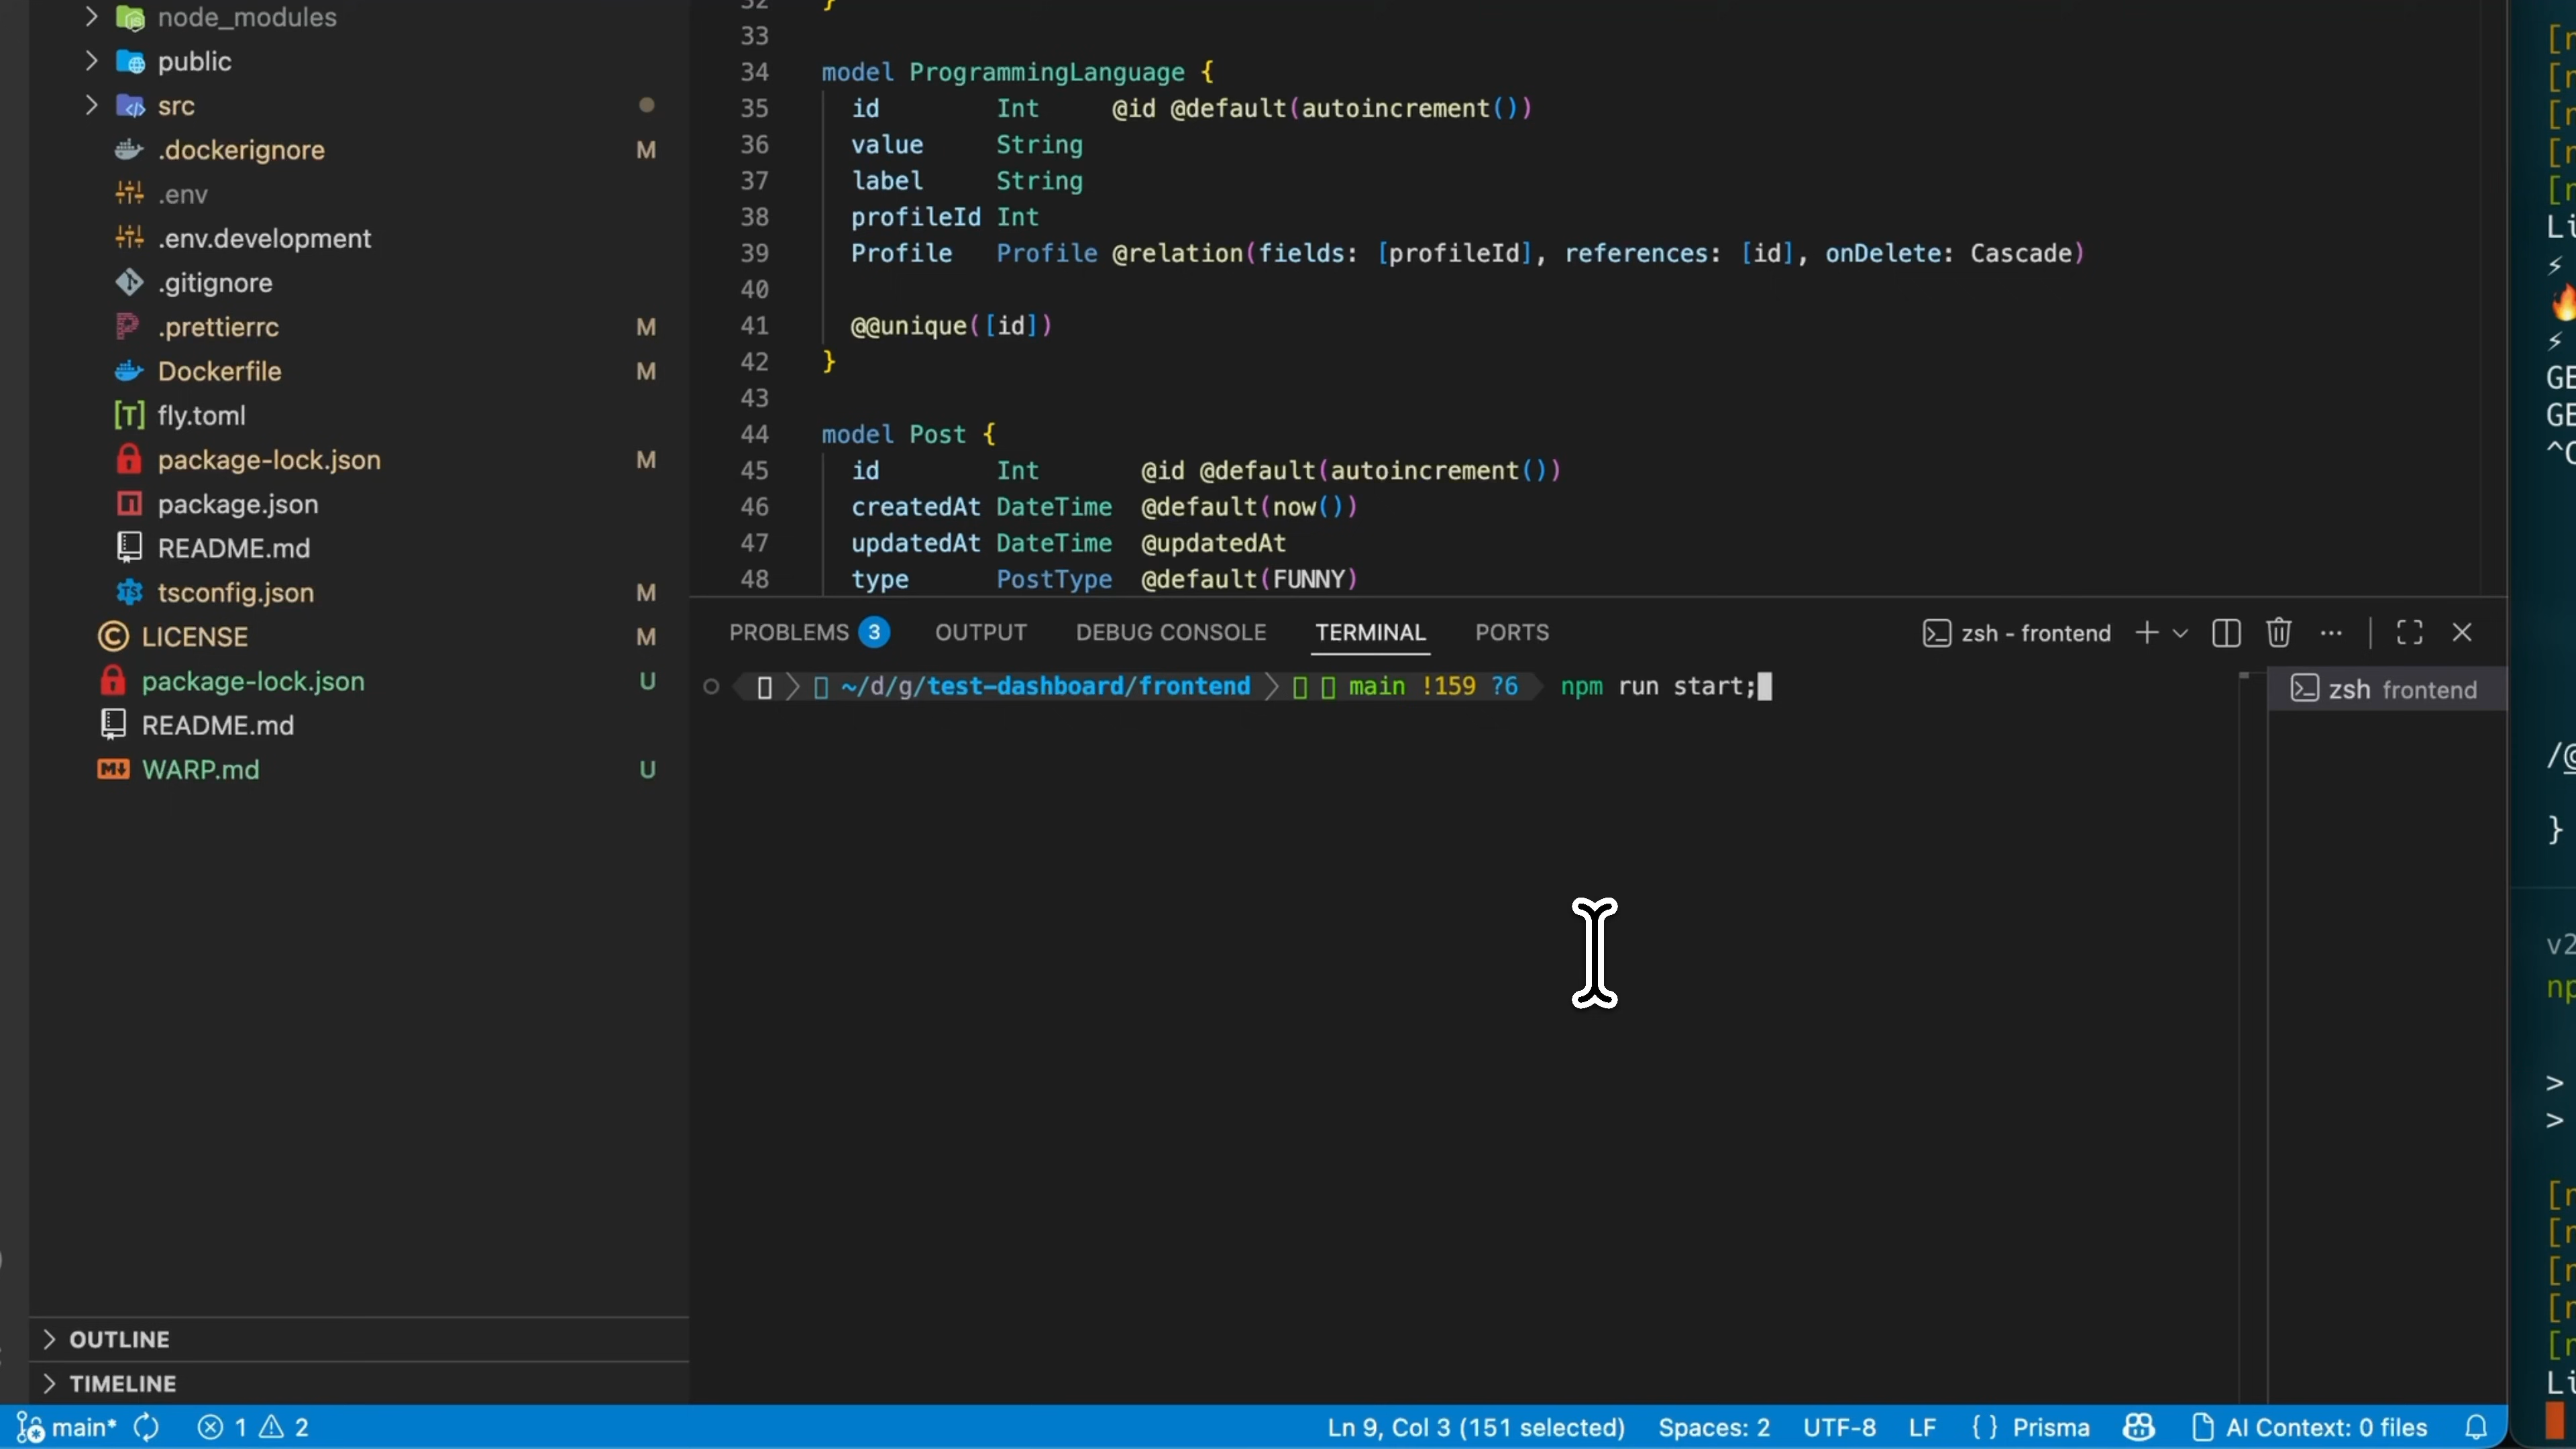 node_modules
public
src
.dockerignore M
.env
.env.development
.gitignore
.prettierrc M
Dockerfile M
fly.toml
package-lock.json M
package.json
README.md
tsconfig.json M
LICENSE M
package-lock.json U
README.md
WARP.md U
OUTLINE
TIMELINE
32 }
33
34 model ProgrammingLanguage {
35 id Int @id @default(autoincrement())
36 value String
37 label String
38 profileId Int
39 Profile Profile @relation(fields: [profileId], references: [id], onDelete: Cascade)
40
41 @@unique([id])
42 }
43
44 model Post {
45 id Int @id @default(autoincrement())
46 createdAt DateTime @default(now())
47 updatedAt DateTime @updatedAt
48 type PostType @default(FUNNY)
PROBLEMS 3 OUTPUT DEBUG CONSOLE TERMINAL PORTS zsh - frontend
~/d/g/test-dashboard/frontend main !159 ?6 npm run start;
zsh frontend
main* 1 2 Ln 9, Col 3 (151 selected) Spaces: 2 UTF-8 LF { } Prisma AI Context: 0 files
^C
}
>
>